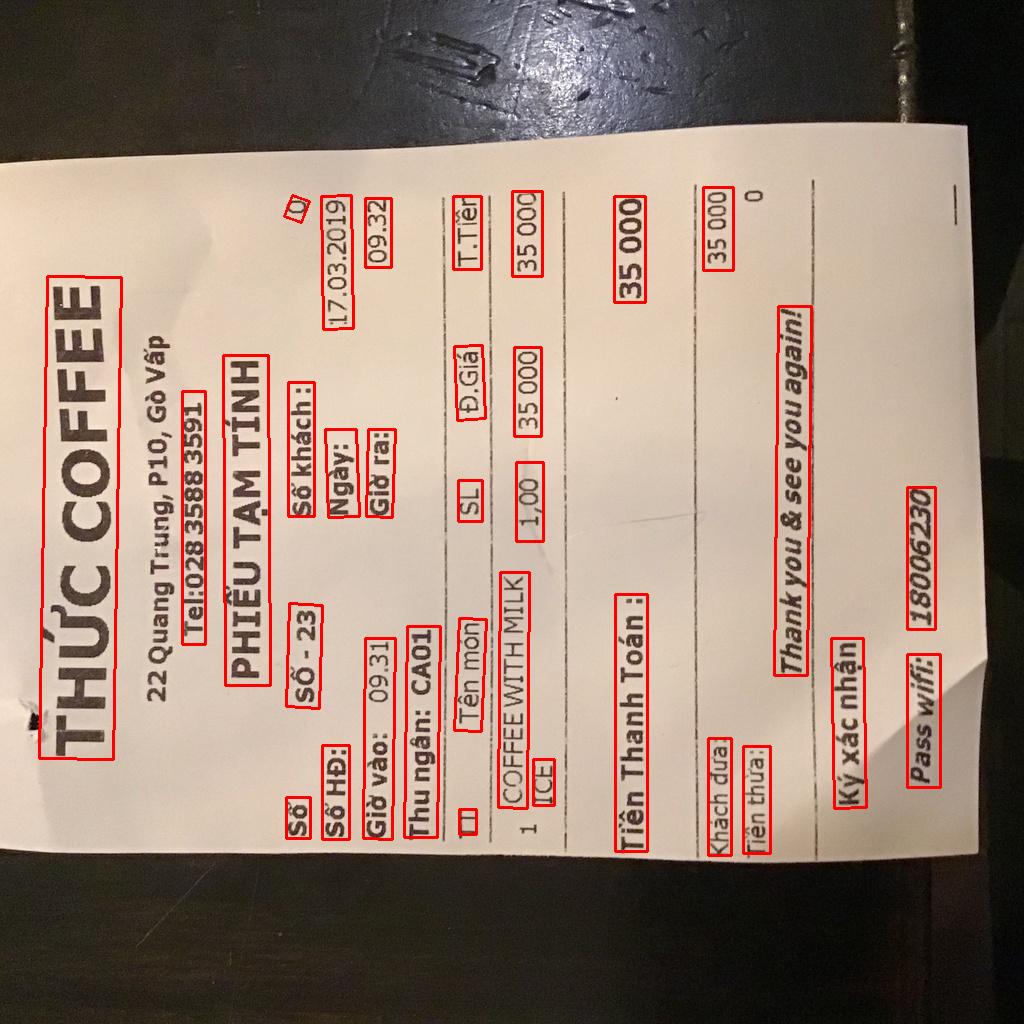 THỨC COFFEE
22 Quang Trung, P10, Gò Vấp
Tel:028 3588 3591
PHIẾU TẠM TÍNH
Số SỐ - 23 Số khách : 0
Số HĐ: Ngày: 17.03.2019
Giờ vào: 09.31 Giờ ra: 09.32
Thu ngân: CA01
Tên mon SL Đ.Giá T.Tiền
1 COFFEE WITH MILK 1,00 35 000 35 000
ICE
Tiền Thanh Toán : 35 000
Khách đưa: 35 000
Tiền thừa: 0
Thank you & see you again!
Ký xác nhận
Pass wifi: 18006230